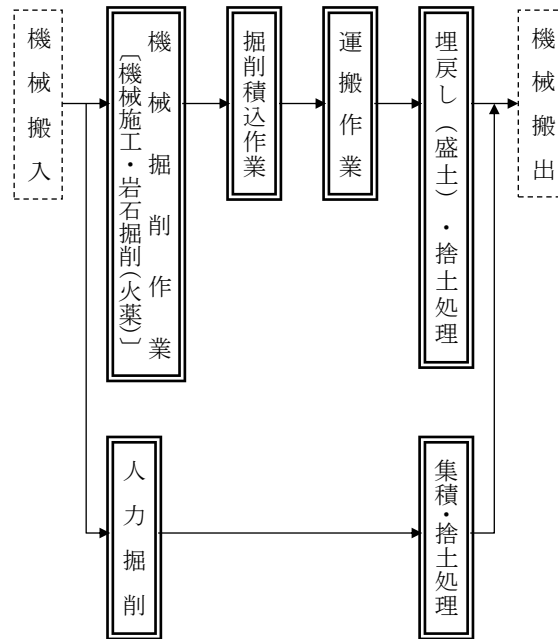 機械搬入
機械掘削作業
〔機械施工・岩石掘削(火薬)〕
掘削積込作業
運搬作業
埋戻し（盛土）・捨土処理
機械搬出
人力掘削
集積・捨土処理